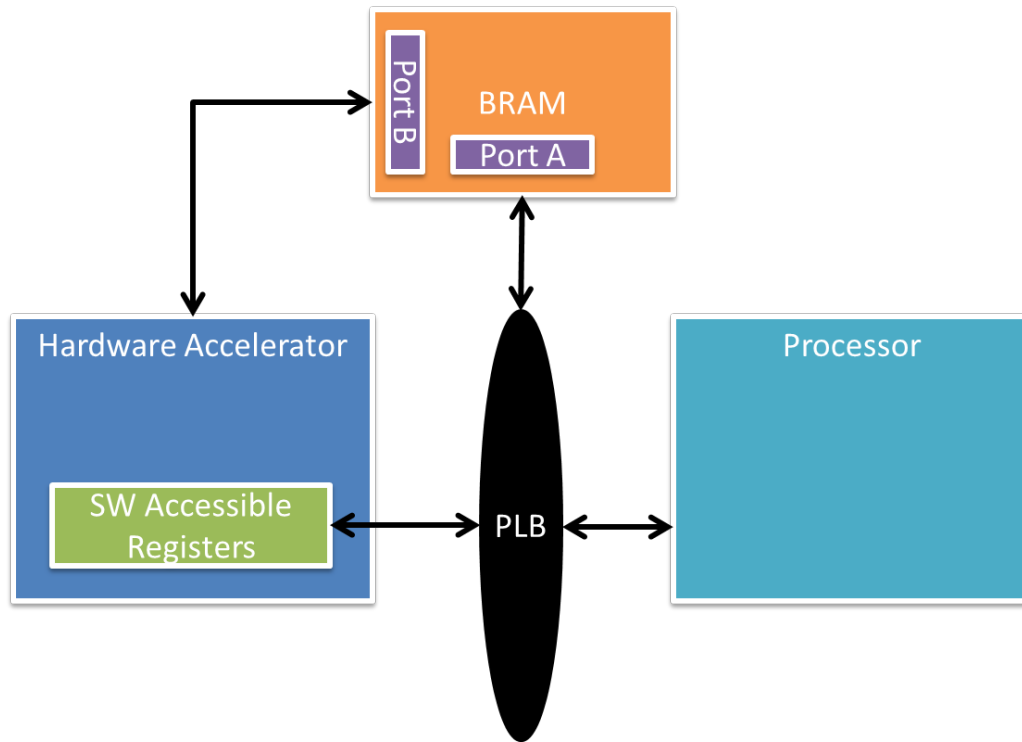 Port B
BRAM
Port A
Hardware Accelerator
Processor
SW Accessible
Registers
PLB